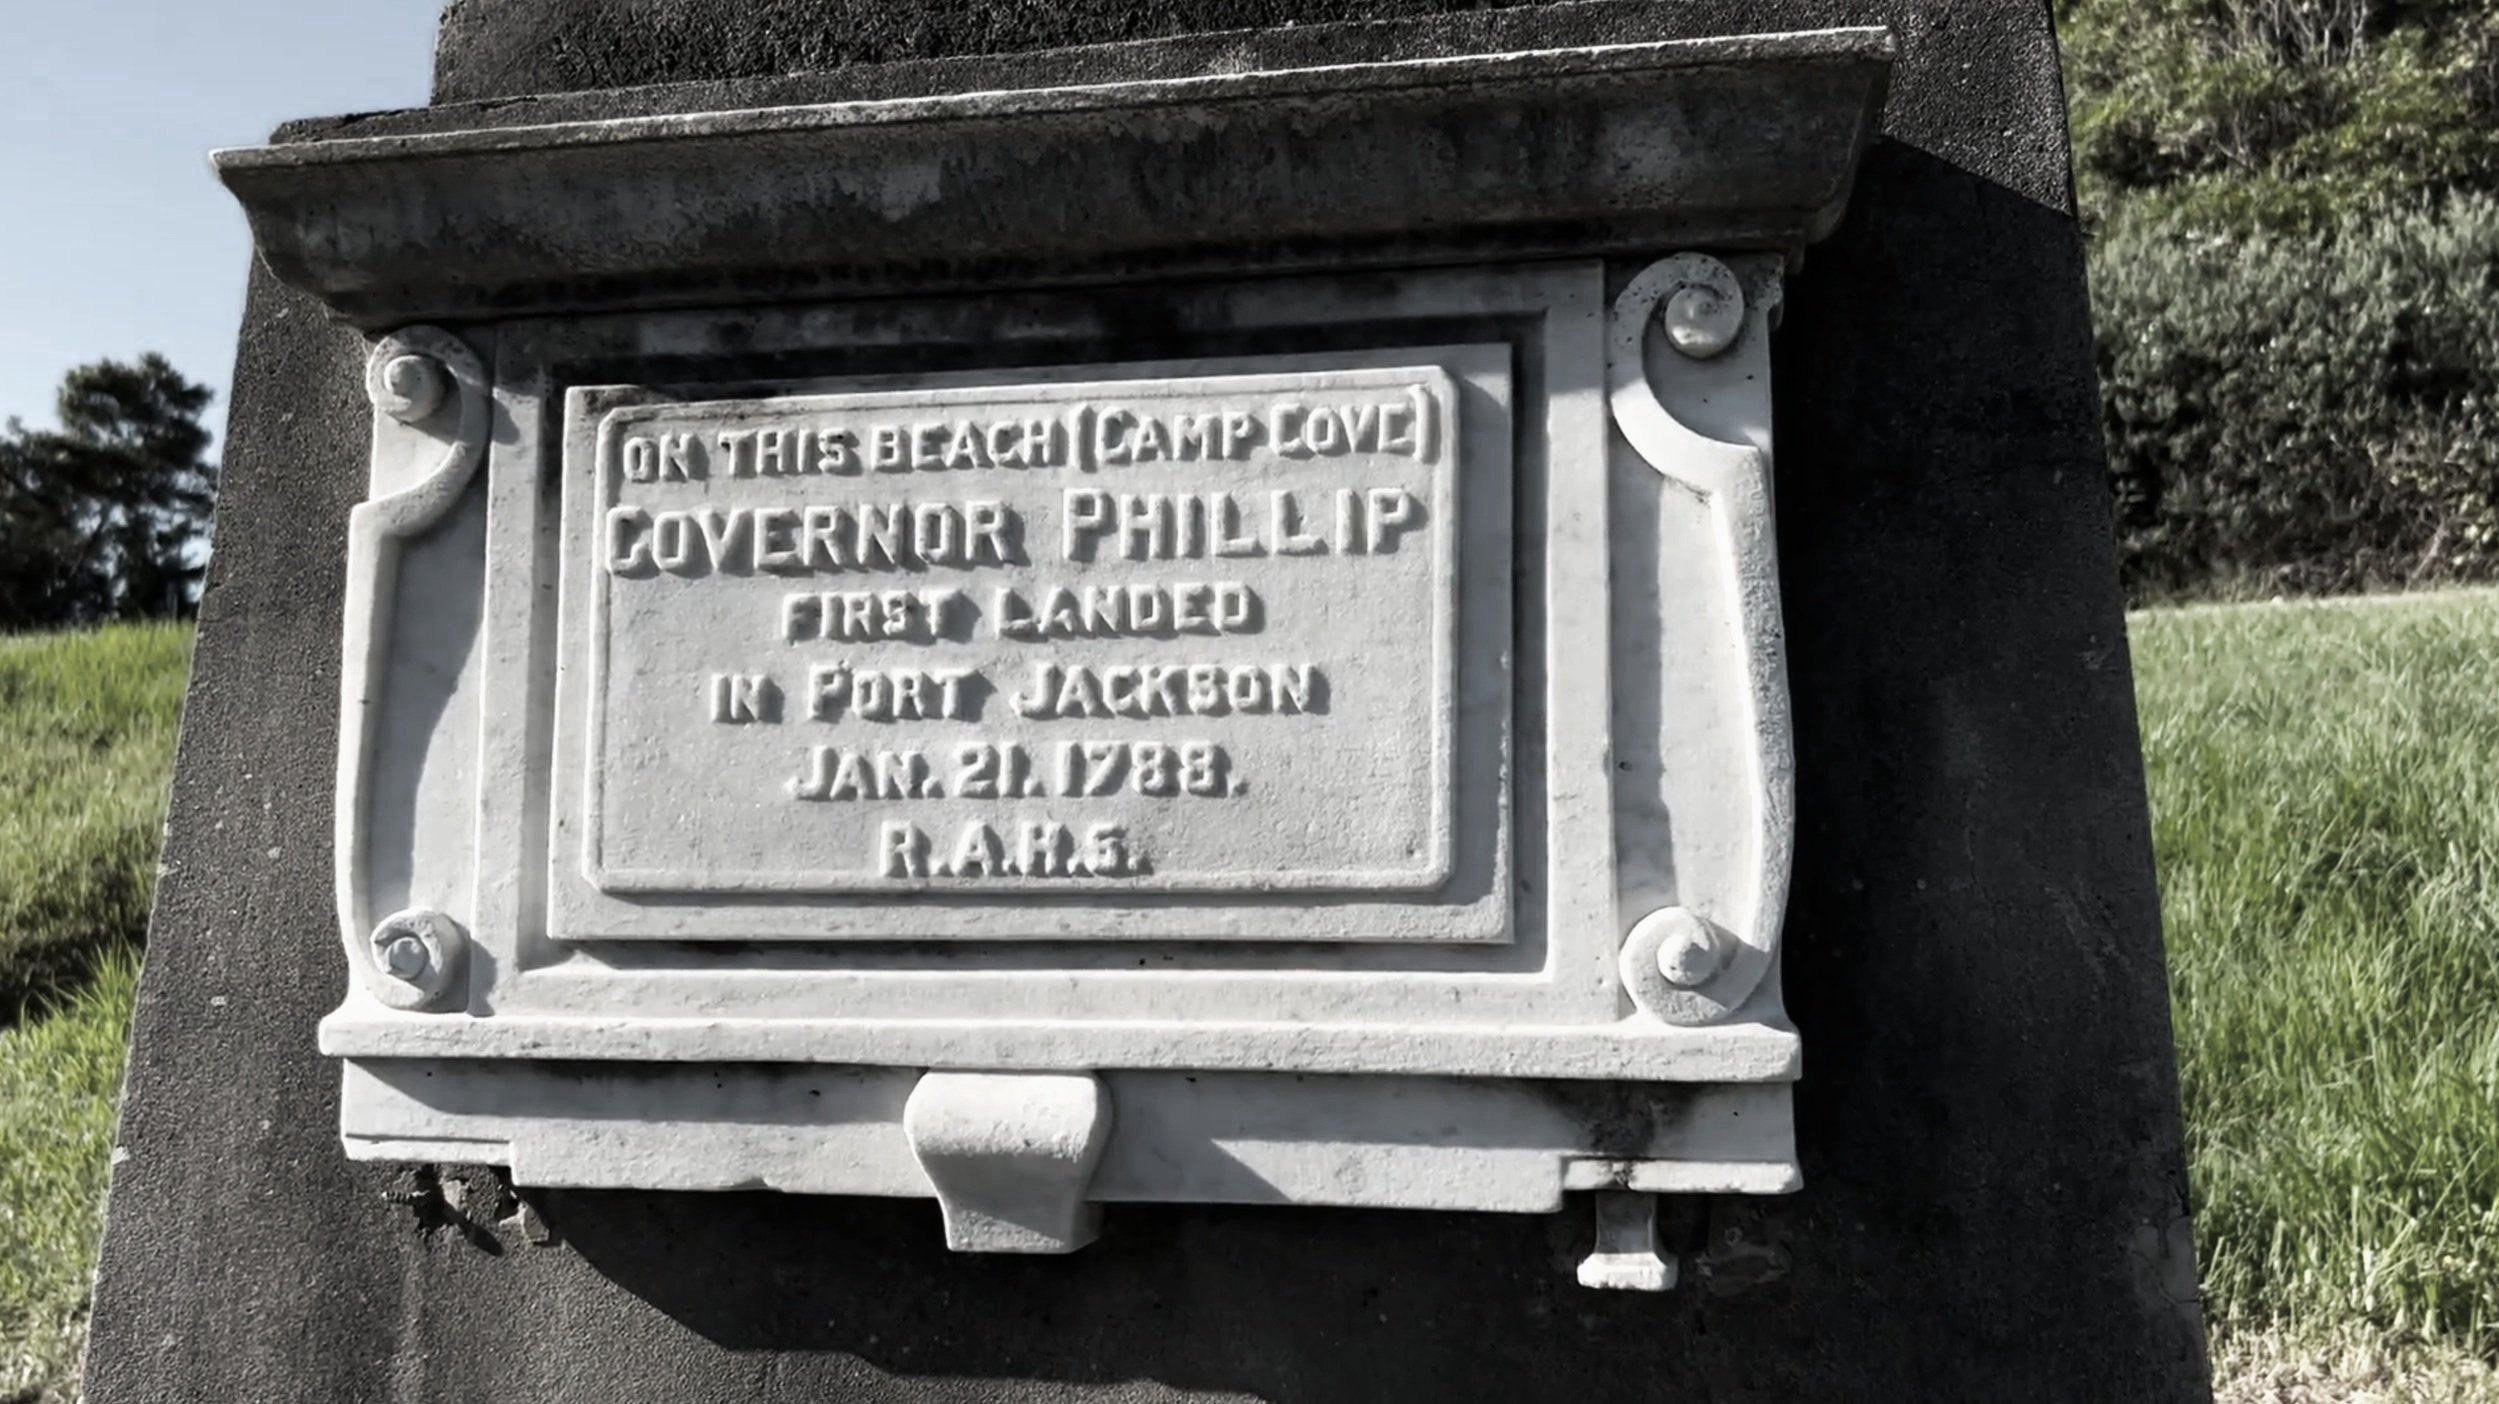 ON THIS BEACH (CAMP COVE)
GOVERNOR PHILLIP
FIRST LANDED
IN PORT JACKSON
JAN. 21. 1788.
R.A.H.S.